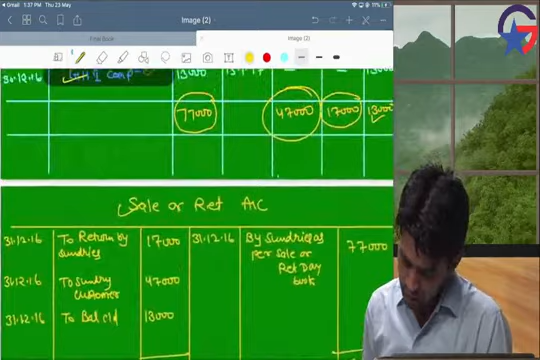 Gmail 1:37 PM Thu 23 May
Image (2)
11%
Final Book
Image (2)
31.12.16 comp- 13000
77000 47000 17000 13000
Sale or Ret A/C
31.12.16 To Return by Sundries 17000 31.12.16 By Sundries as per Sale or Ret Day book 77000
31.12.16 To Sundry Customer 47000
31.12.16 To Bal c/d 13000